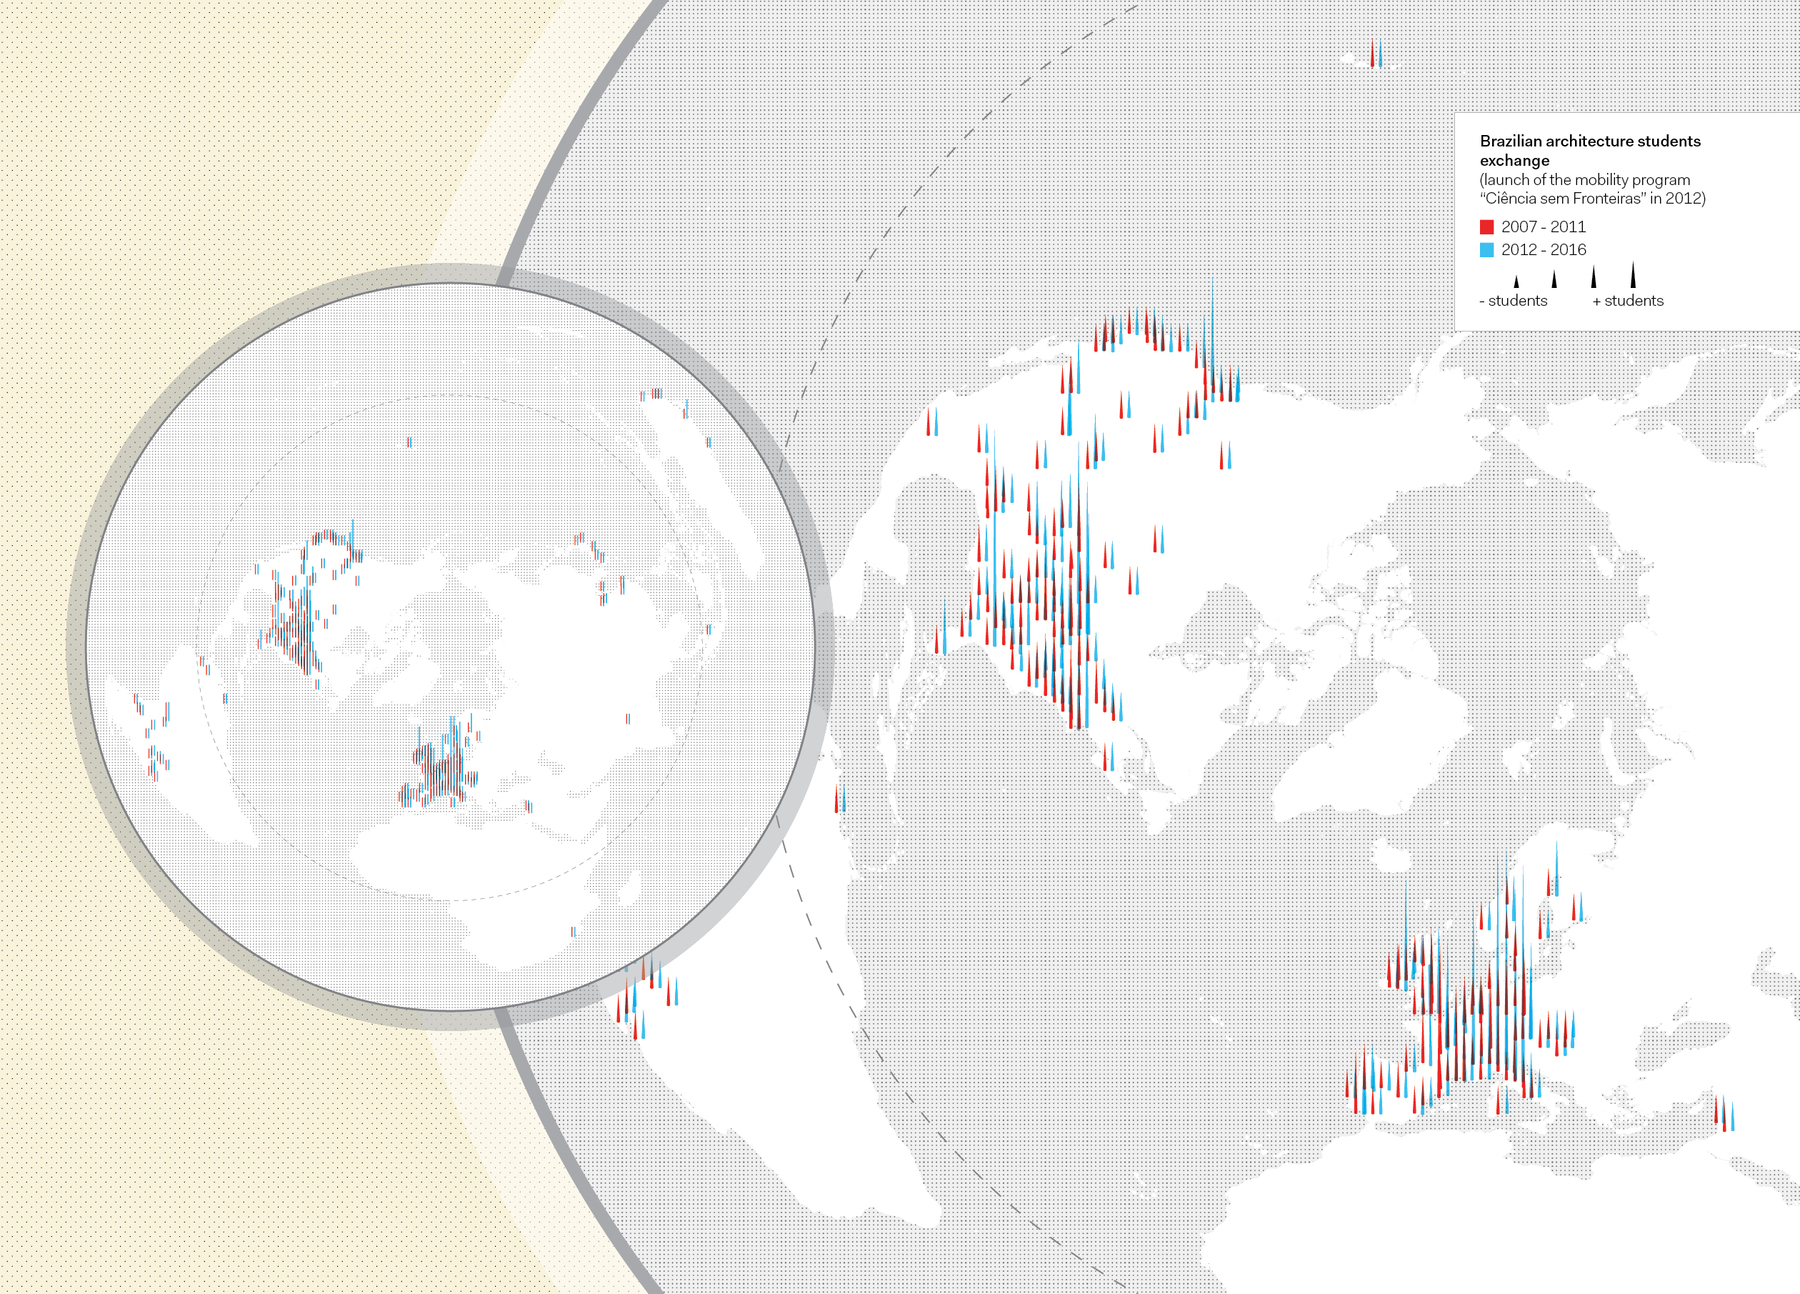 Brazilian architecture students
exchange
(launch of the mobility program
“Ciência sem Fronteiras” in 2012)
2007 - 2011
2012 - 2016
- students + students